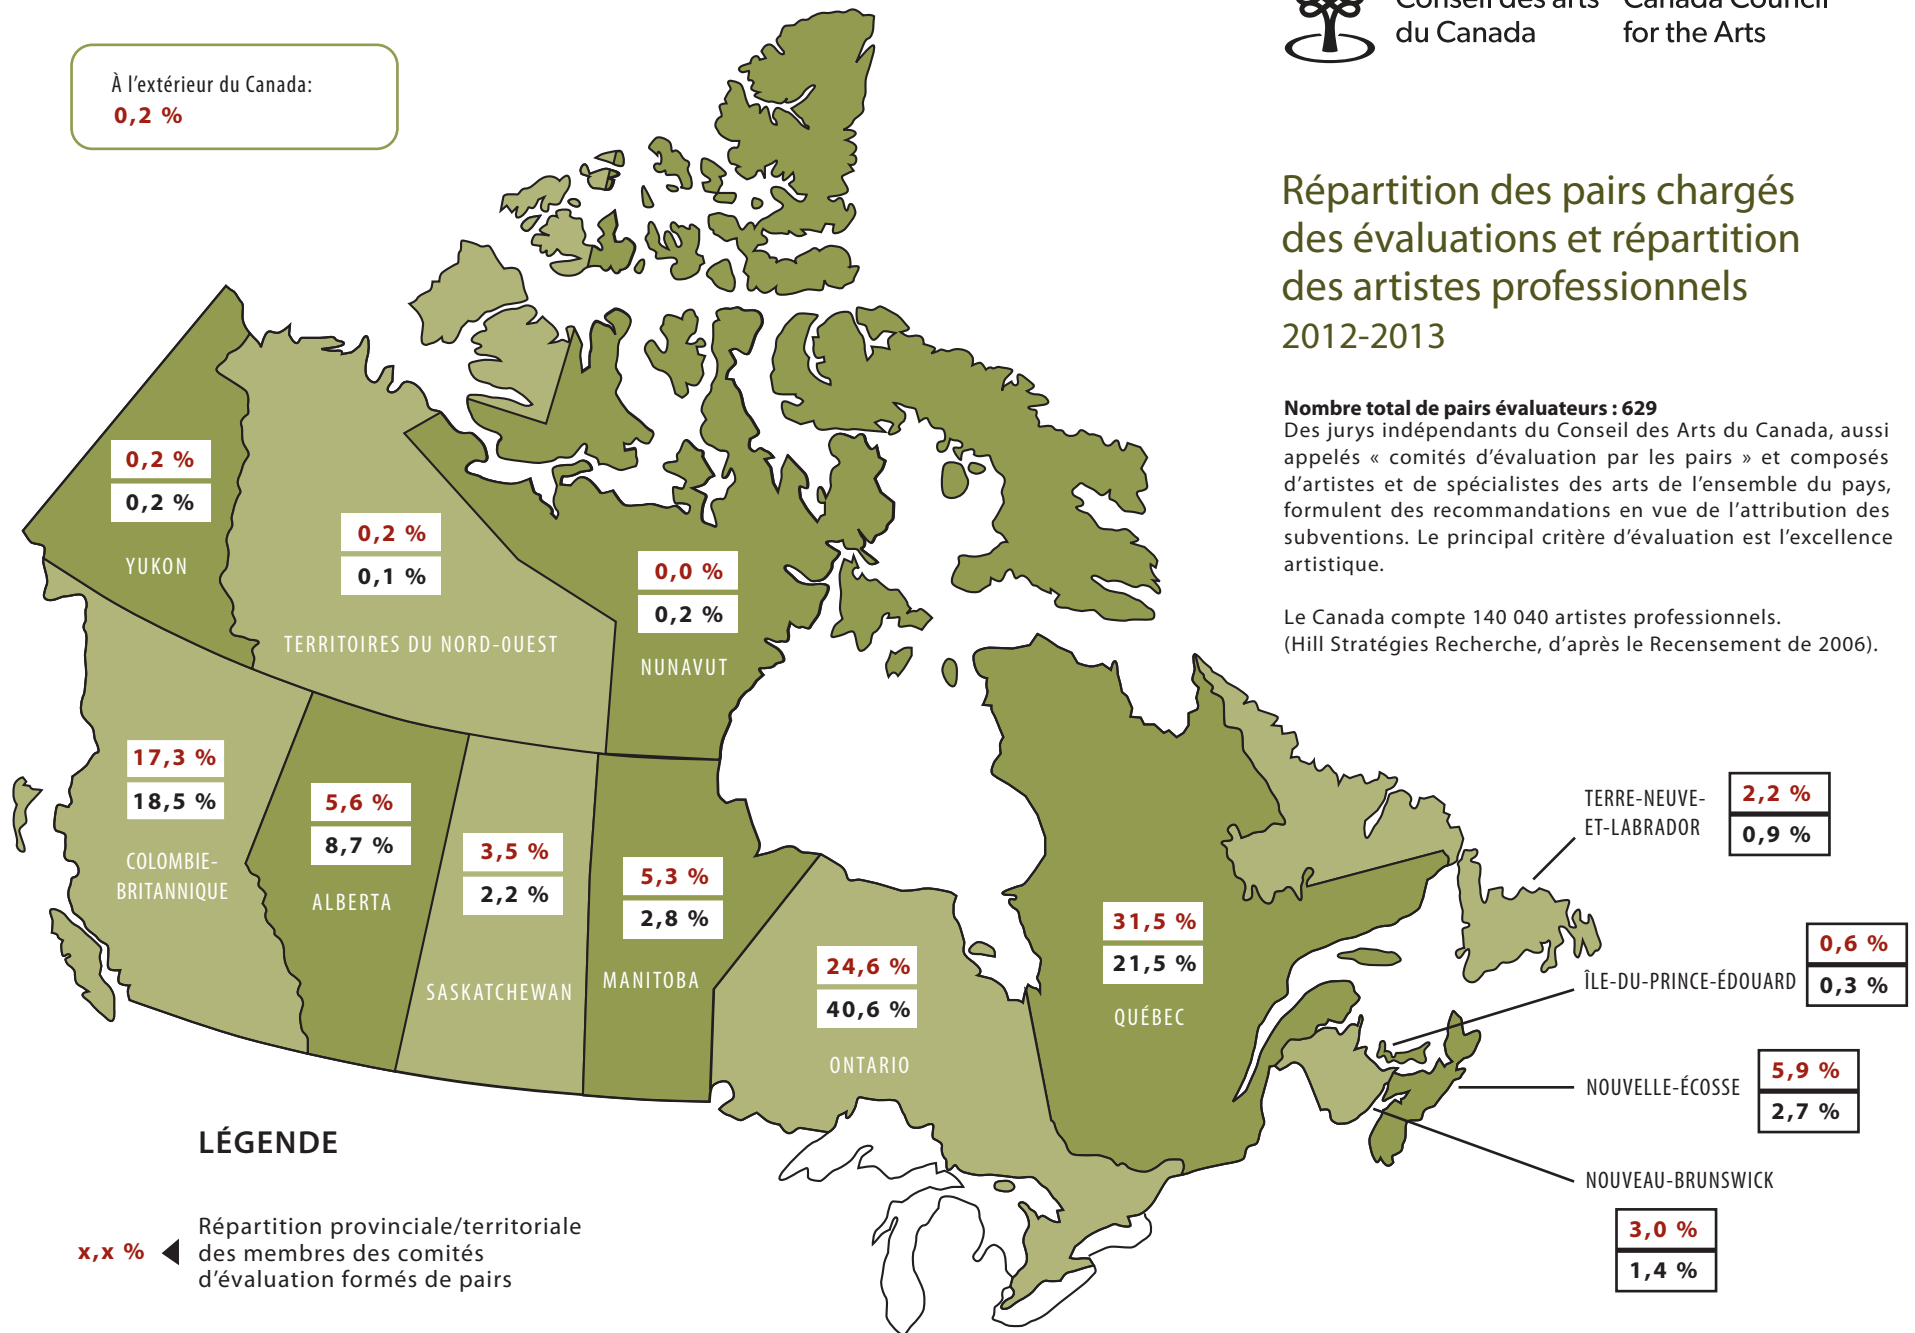 Conseil des arts Canada Council
du Canada for the Arts
À l'extérieur du Canada:
0,2 %
Répartition des pairs chargés
des évaluations et répartition
des artistes professionnels
2012-2013
Nombre total de pairs évaluateurs : 629
Des jurys indépendants du Conseil des Arts du Canada, aussi
appelés « comités d'évaluation par les pairs » et composés
d'artistes et de spécialistes des arts de l'ensemble du pays,
formulent des recommandations en vue de l'attribution des
subventions. Le principal critère d'évaluation est l'excellence
artistique.
Le Canada compte 140 040 artistes professionnels.
(Hill Stratégies Recherche, d'après le Recensement de 2006).
0,2 %
0,2 %
YUKON
0,2 %
0,1 %
TERRITOIRES DU NORD-OUEST
0,0 %
0,2 %
NUNAVUT
17,3 %
18,5 %
COLOMBIE-
BRITANNIQUE
5,6 %
8,7 %
ALBERTA
3,5 %
2,2 %
SASKATCHEWAN
5,3 %
2,8 %
MANITOBA
24,6 %
40,6 %
ONTARIO
31,5 %
21,5 %
QUÉBEC
TERRE-NEUVE-
ET-LABRADOR
2,2 %
0,9 %
ÎLE-DU-PRINCE-ÉDOUARD
0,6 %
0,3 %
NOUVELLE-ÉCOSSE
5,9 %
2,7 %
NOUVEAU-BRUNSWICK
3,0 %
1,4 %
LÉGENDE
x,x %
Répartition provinciale/territoriale
des membres des comités
d'évaluation formés de pairs